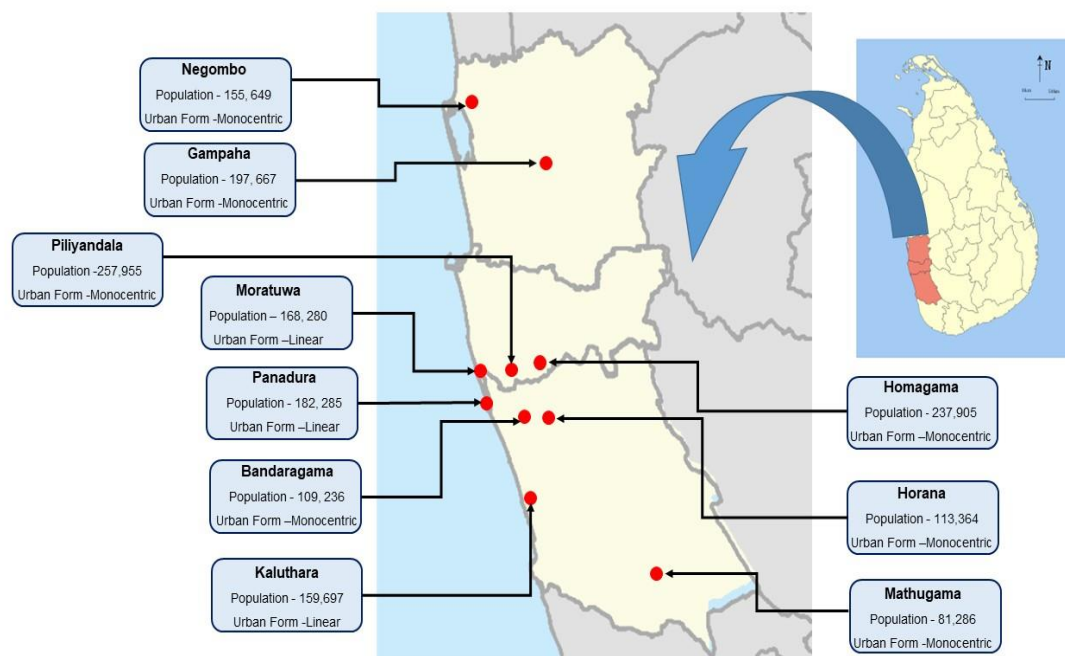 Negombo
Population - 155, 649
Urban Form -Monocentric
Gampaha
Population - 197, 667
Urban Form -Monocentric
Piliyandala
Population -257,955
Urban Form -Monocentric
Moratuwa
Population – 168, 280
Urban Form –Linear
Panadura
Population - 182, 285
Urban Form –Linear
Bandaragama
Population - 109, 236
Urban Form –Monocentric
Kaluthara
Population - 159,697
Urban Form -Linear
N
Homagama
Population - 237,905
Urban Form –Monocentric
Horana
Population - 113,364
Urban Form –Monocentric
Mathugama
Population - 81,286
Urban Form -Monocentric